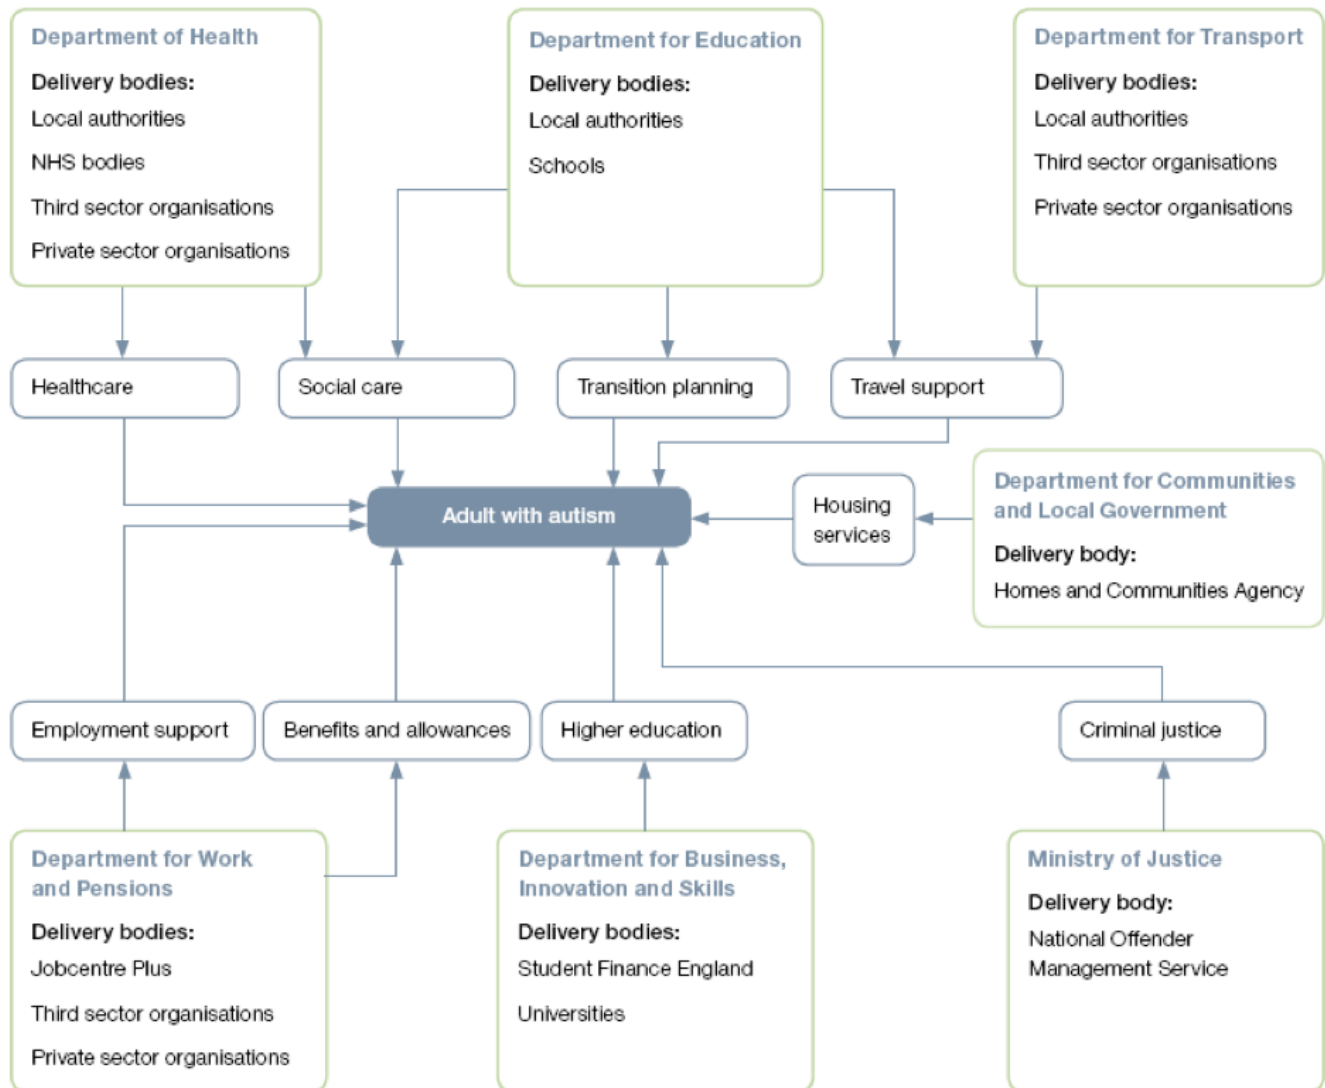 Department of Health
Delivery bodies:
Local authorities
NHS bodies
Third sector organisations
Private sector organisations
Department for Education
Delivery bodies:
Local authorities
Schools
Department for Transport
Delivery bodies:
Local authorities
Third sector organisations
Private sector organisations
Healthcare
Social care
Transition planning
Travel support
Adult with autism
Housing
services
Department for Communities
and Local Government
Delivery body:
Homes and Communities Agency
Employment support
Benefits and allowances
Higher education
Criminal justice
Department for Work
and Pensions
Delivery bodies:
Jobcentre Plus
Third sector organisations
Private sector organisations
Department for Business,
Innovation and Skills
Delivery bodies:
Student Finance England
Universities
Ministry of Justice
Delivery body:
National Offender
Management Service